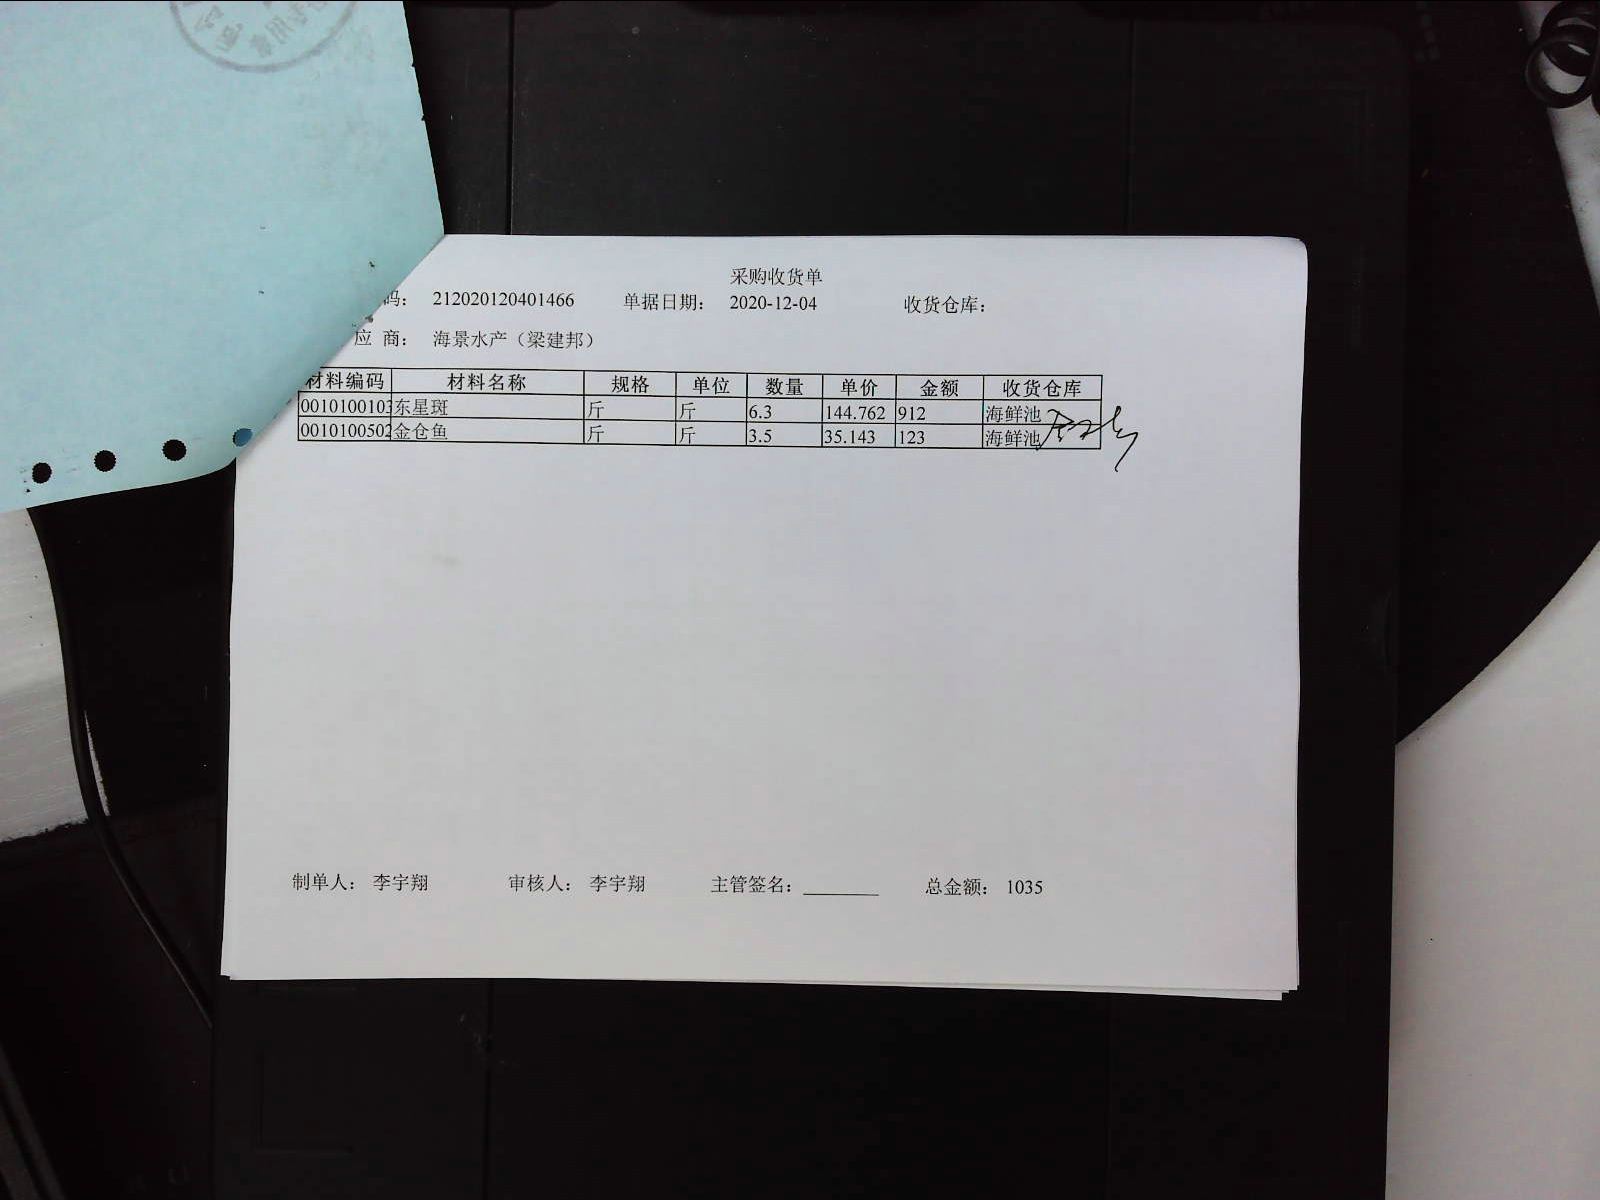 采购收货单
码： 212020120401466 单据日期： 2020-12-04 收货仓库：
应 商： 海景水产（梁建邦）
材料编码 材料名称 规格 单位 数量 单价 金额 收货仓库
0010100103 东星斑 斤 斤 6.3 144.762 912 海鲜池
0010100502 金仓鱼 斤 斤 3.5 35.143 123 海鲜池
制单人： 李宇翔 审核人： 李宇翔 主管签名： 总金额： 1035